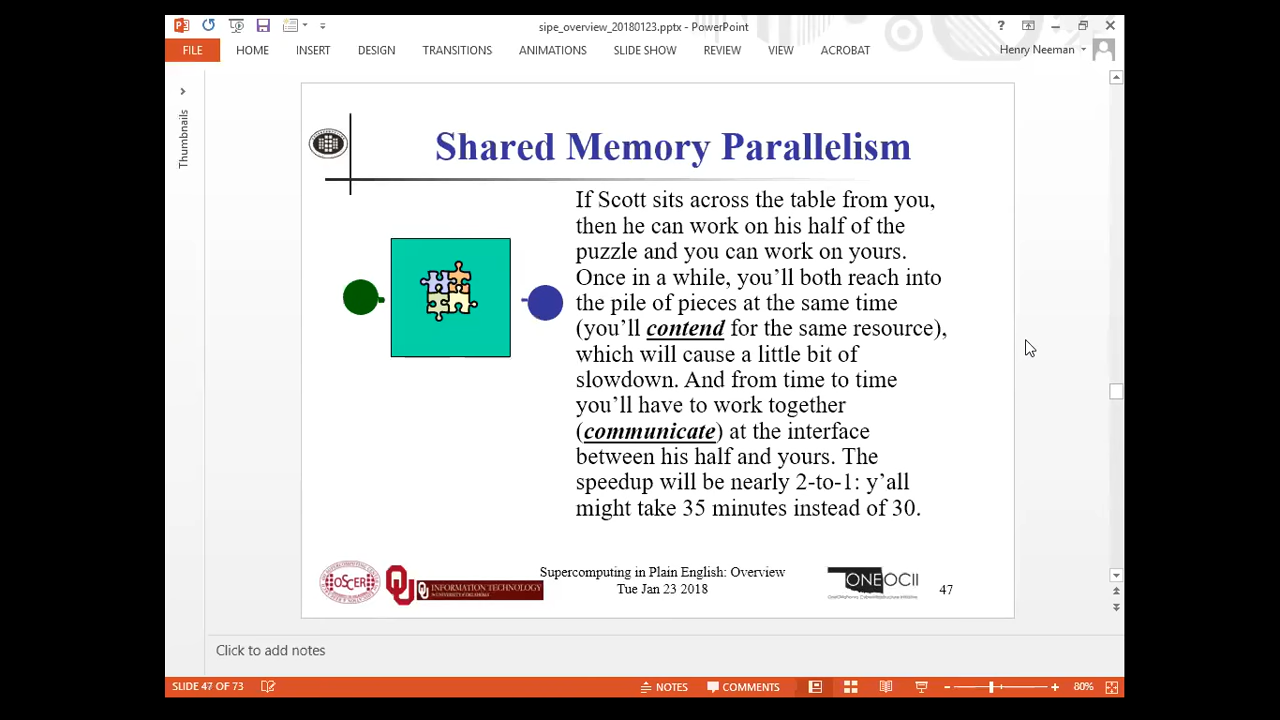 sipe_overview_20180123.pptx - PowerPoint
?
FILE HOME INSERT DESIGN TRANSITIONS ANIMATIONS SLIDE SHOW REVIEW VIEW ACROBAT
Henry Neeman
Thumbnails
Shared Memory Parallelism
If Scott sits across the table from you,
then he can work on his half of the
puzzle and you can work on yours.
Once in a while, you’ll both reach into
the pile of pieces at the same time
(you’ll contend for the same resource),
which will cause a little bit of
slowdown. And from time to time
you’ll have to work together
(communicate) at the interface
between his half and yours. The
speedup will be nearly 2-to-1: y’all
might take 35 minutes instead of 30.
OSCER
INFORMATION TECHNOLOGY
Supercomputing in Plain English: Overview
Tue Jan 23 2018
ONEOCII
47
Click to add notes
SLIDE 47 OF 73
NOTES
COMMENTS
80%